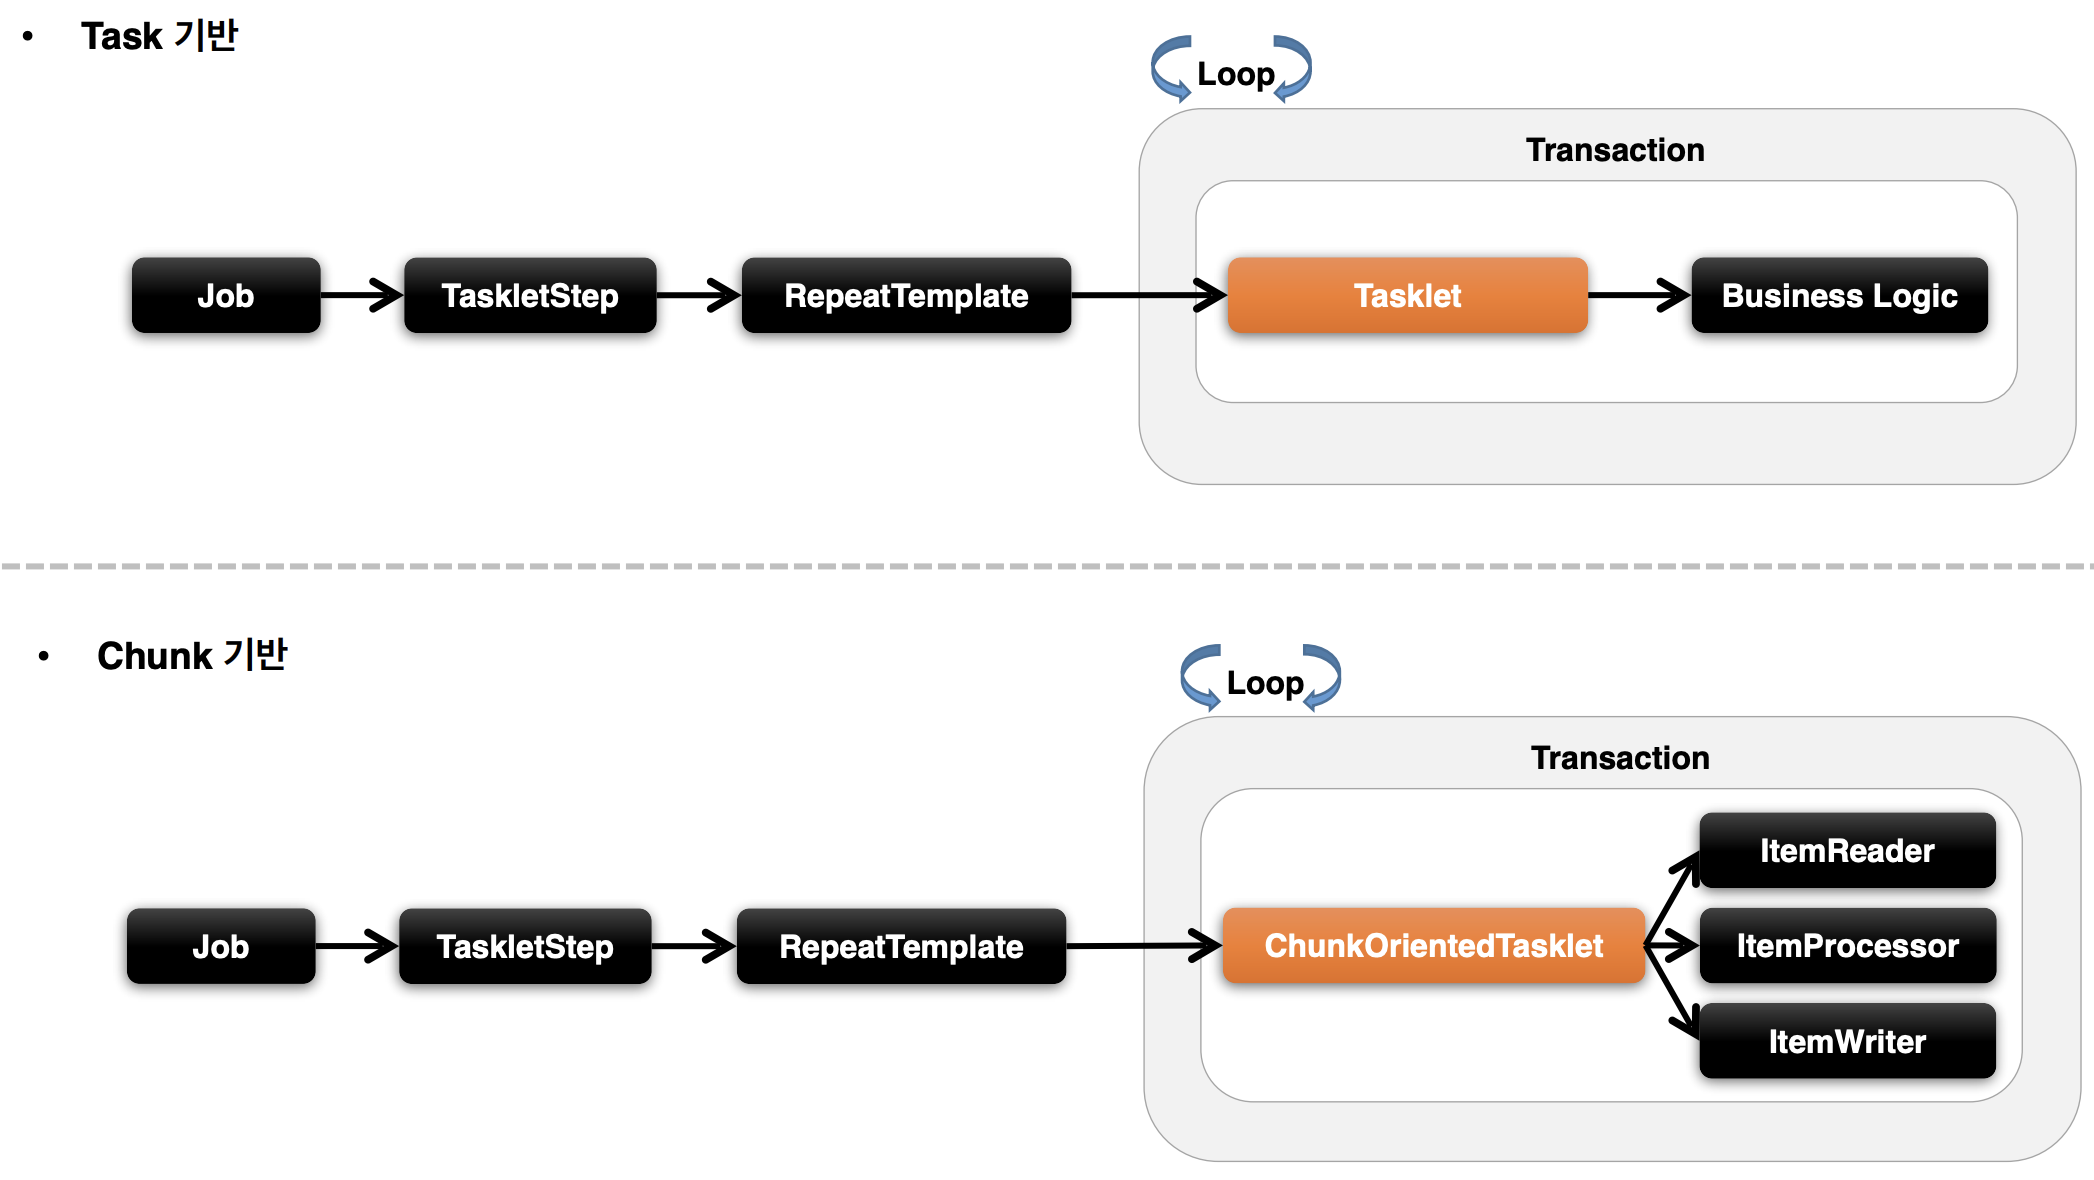 • Task 기반
Loop
Transaction
Job
TaskletStep
RepeatTemplate
Tasklet
Business Logic
• Chunk 기반
Loop
Transaction
Job
TaskletStep
RepeatTemplate
ChunkOrientedTasklet
ItemReader
ItemProcessor
ItemWriter